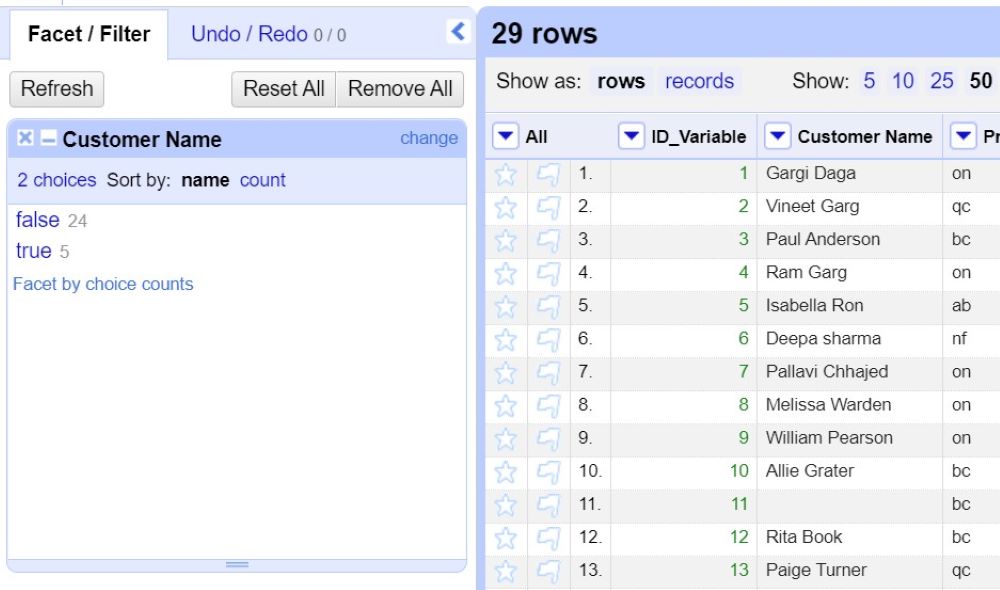 Facet / Filter Undo / Redo 0 / 0
Refresh Reset All Remove All
Customer Name change
2 choices Sort by: name count
false 24
true 5
Facet by choice counts
29 rows
Show as: rows records Show: 5 10 25 50
All ID_Variable Customer Name Pr
1. 1 Gargi Daga on
2. 2 Vineet Garg qc
3. 3 Paul Anderson bc
4. 4 Ram Garg on
5. 5 Isabella Ron ab
6. 6 Deepa sharma nf
7. 7 Pallavi Chhajed on
8. 8 Melissa Warden on
9. 9 William Pearson on
10. 10 Allie Grater bc
11. 11 bc
12. 12 Rita Book bc
13. 13 Paige Turner qc